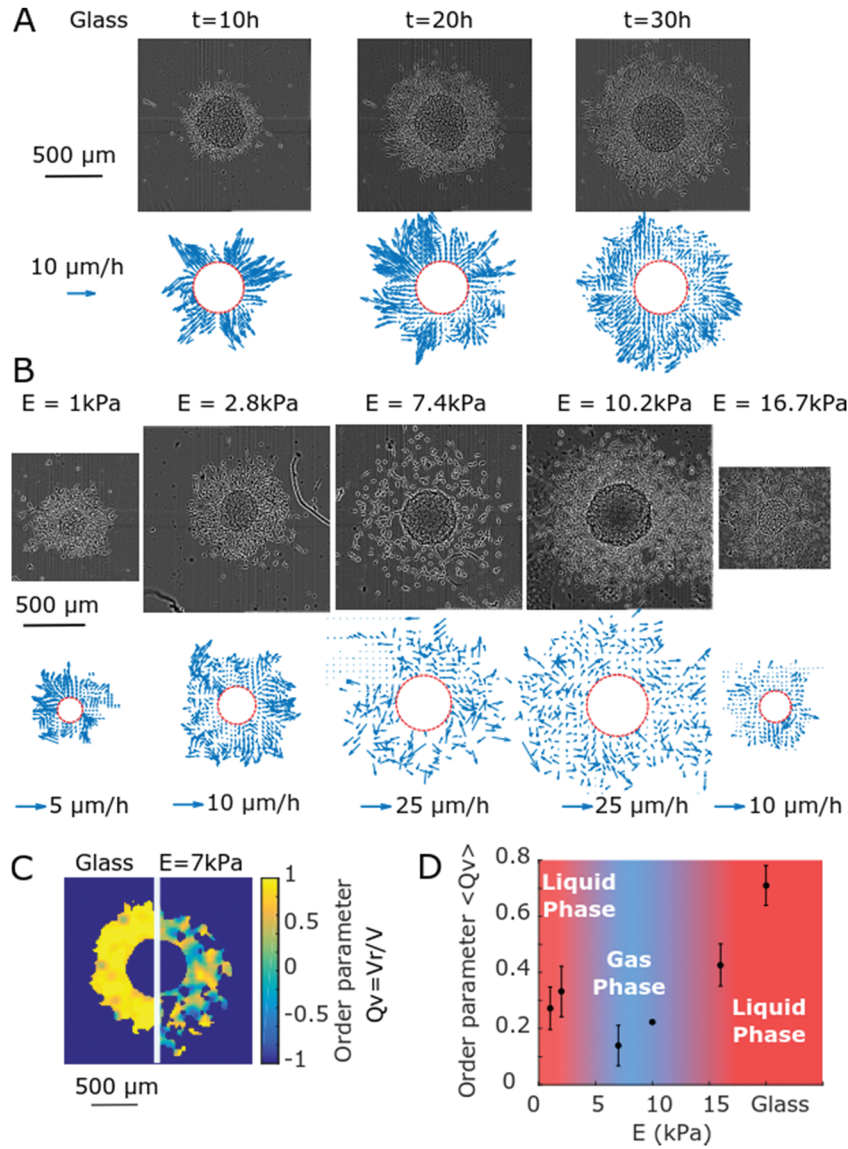 A
Glass
t=10h
t=20h
t=30h
500 µm
10 µm/h
B
E = 1kPa
E = 2.8kPa
E = 7.4kPa
E = 10.2kPa
E = 16.7kPa
500 µm
5 µm/h
10 µm/h
25 µm/h
25 µm/h
10 µm/h
C
Glass
E=7kPa
1
0.5
0
-0.5
-1
Order parameter
Qv=Vr/V
500 µm
D
Order parameter <Qv>
0.8
0.6
0.4
0.2
0
Liquid
Phase
Gas
Phase
Liquid
Phase
0
5
10
15
Glass
E (kPa)